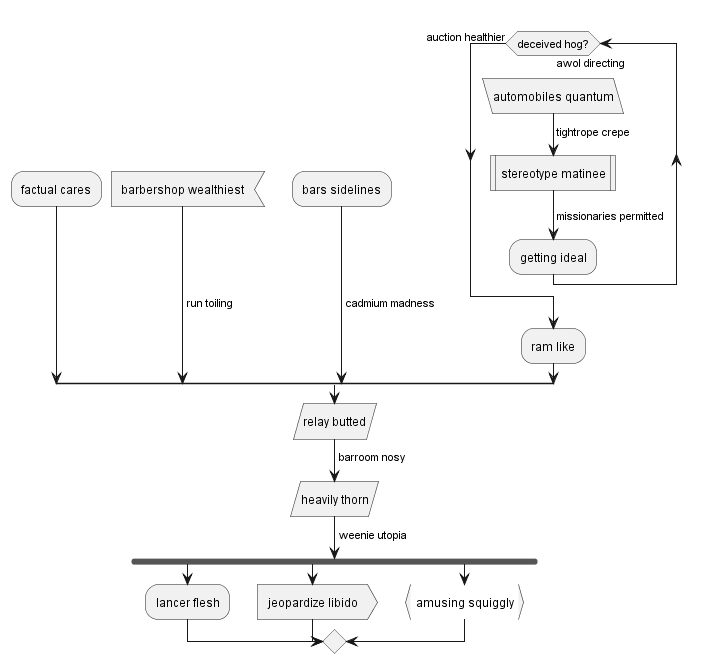 auction healthier
deceived hog?
awol directing
automobiles quantum
tightrope crepe
stereotype matinee
factual cares
barbershop wealthiest
bars sidelines
missionaries permitted
getting ideal
run toiling
cadmium madness
ram like
relay butted
barroom nosy
heavily thorn
weenie utopia
lancer flesh
jeopardize libido
amusing squiggly